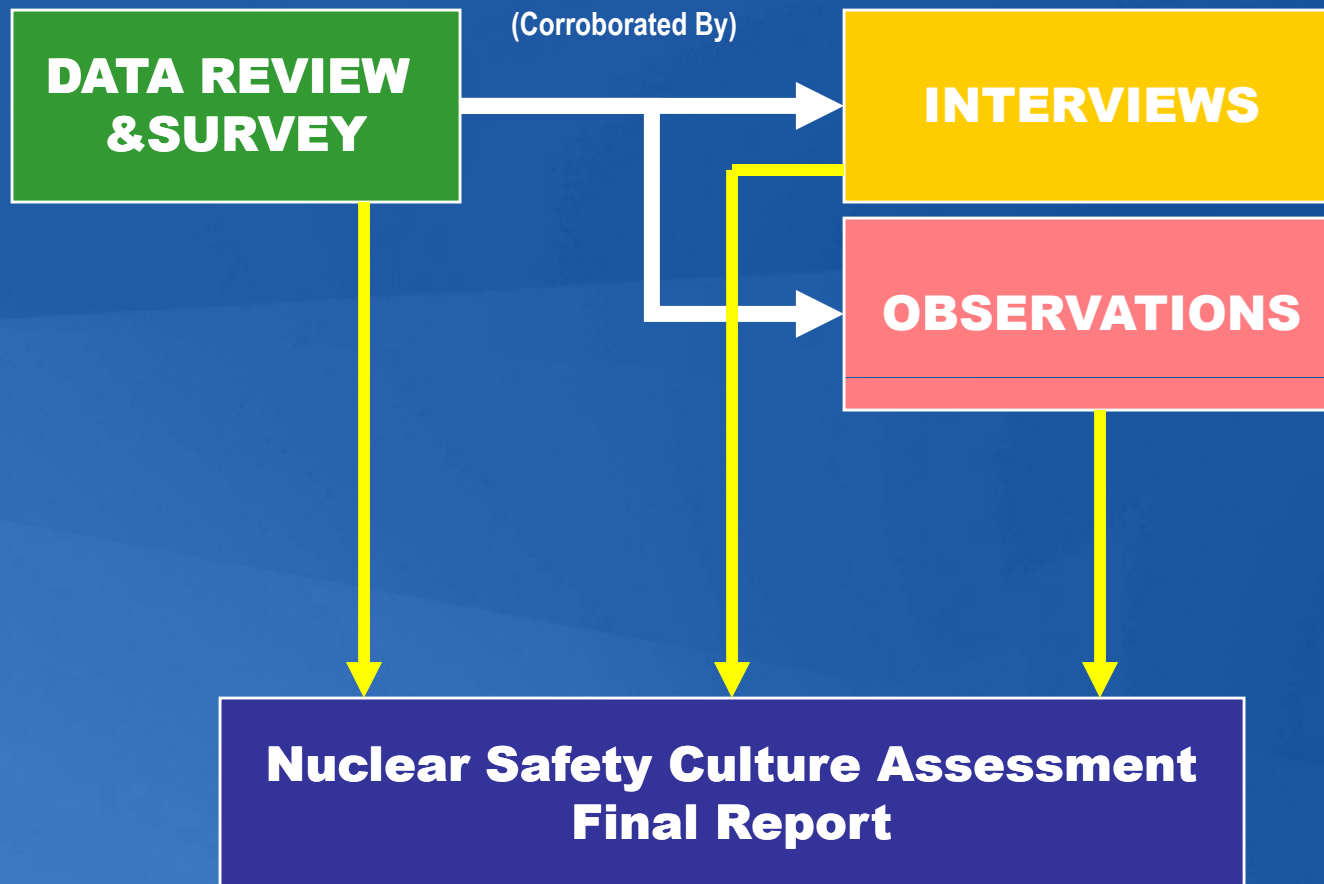 (Corroborated By)
DATA REVIEW
&SURVEY
INTERVIEWS
OBSERVATIONS
Nuclear Safety Culture Assessment
Final Report